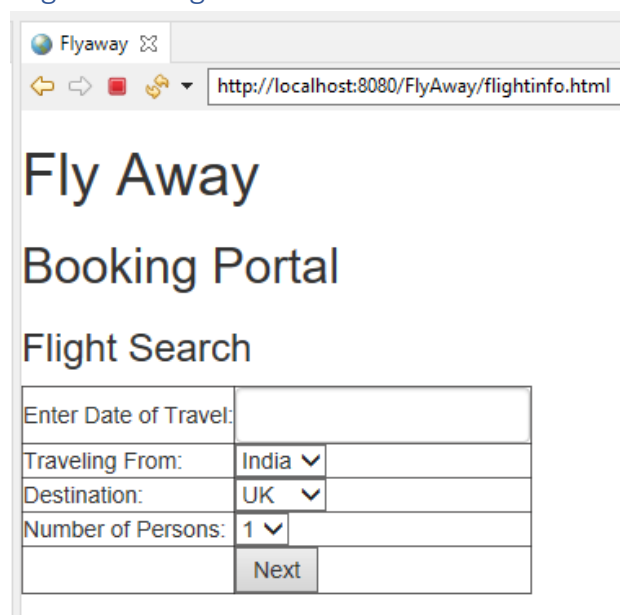 Flyaway
http://localhost:8080/FlyAway/flightinfo.html
Fly Away
Booking Portal
Flight Search
Enter Date of Travel:
Traveling From: India
Destination: UK
Number of Persons: 1
Next